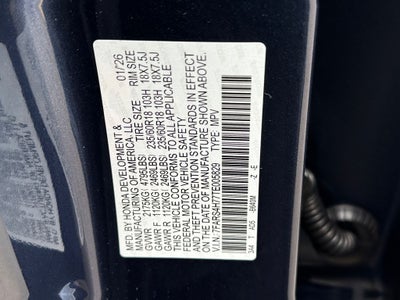 MFD. BY HONDA DEVELOPMENT &
MANUFACTURING OF AMERICA, LLC 01/26
TIRE SIZE RIM SIZE
GVWR 2175KG( 4795LBS)
GAWR F 1120KG( 2469LBS) 235/60R18 103H 18X7.5J
GAWR R 1120KG( 2469LBS) 235/60R18 103H 18X7.5J
THIS VEHICLE CONFORMS TO ALL APPLICABLE
FEDERAL MOTOR VEHICLE SAFETY
AND THEFT PREVENTION STANDARDS IN EFFECT
ON THE DATE OF MANUFACTURE SHOWN ABOVE.
V.I.N.: 7FARS4H77TE005829 TYPE: MPV